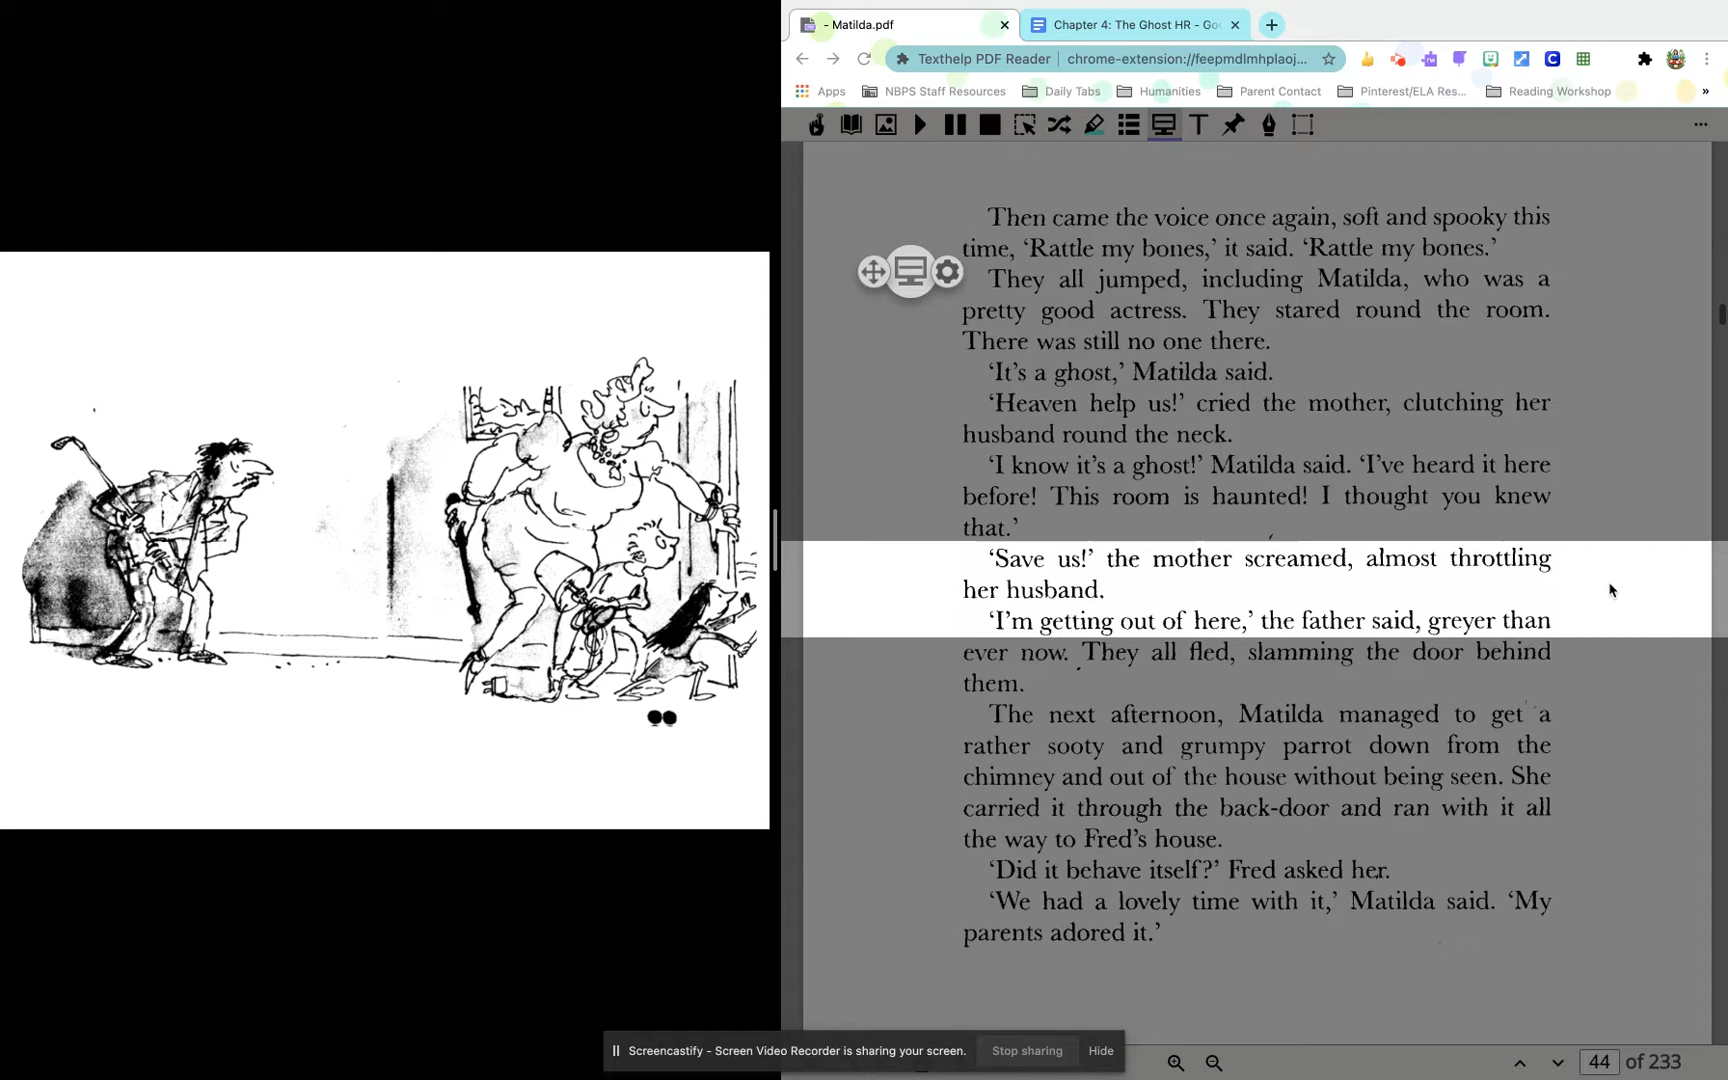 - Matilda.pdf
Chapter 4: The Ghost HR - Goo
Texthelp PDF Reader
chrome-extension://feepmdlmhplaoj...
Apps
NBPS Staff Resources
Daily Tabs
Humanities
Parent Contact
Pinterest/ELA Res...
Reading Workshop
»
Then came the voice once again, soft and spooky this
time, ‘Rattle my bones,’ it said. ‘Rattle my bones.’
They all jumped, including Matilda, who was a
pretty good actress. They stared round the room.
There was still no one there.
‘It’s a ghost,’ Matilda said.
‘Heaven help us!’ cried the mother, clutching her
husband round the neck.
‘I know it’s a ghost!’ Matilda said. ‘I’ve heard it here
before! This room is haunted! I thought you knew
that.’
‘Save us!’ the mother screamed, almost throttling
her husband.
‘I’m getting out of here,’ the father said, greyer than
ever now. They all fled, slamming the door behind
them.
The next afternoon, Matilda managed to get a
rather sooty and grumpy parrot down from the
chimney and out of the house without being seen. She
carried it through the back-door and ran with it all
the way to Fred’s house.
‘Did it behave itself?’ Fred asked her.
‘We had a lovely time with it,’ Matilda said. ‘My
parents adored it.’
Screencastify - Screen Video Recorder is sharing your screen.
Stop sharing
Hide
44 of 233